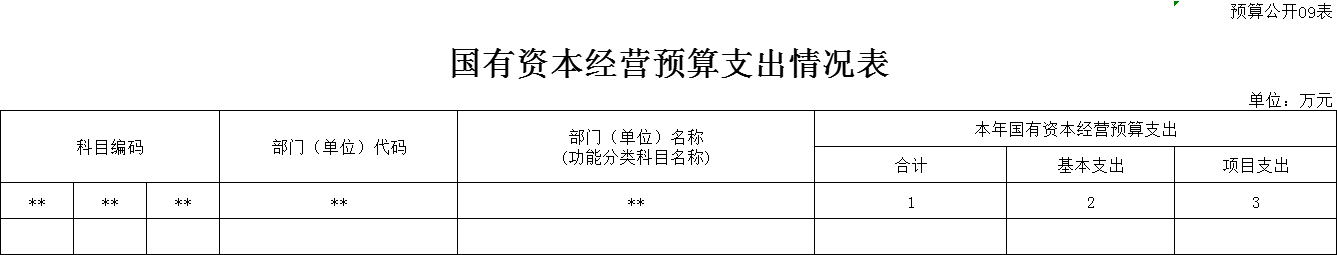 预算公开09表
国有资本经营预算支出情况表
单位：万元
科目编码
部门（单位）代码
部门（单位）名称
(功能分类科目名称)
本年国有资本经营预算支出
合计
基本支出
项目支出
**
**
**
**
**
1
2
3